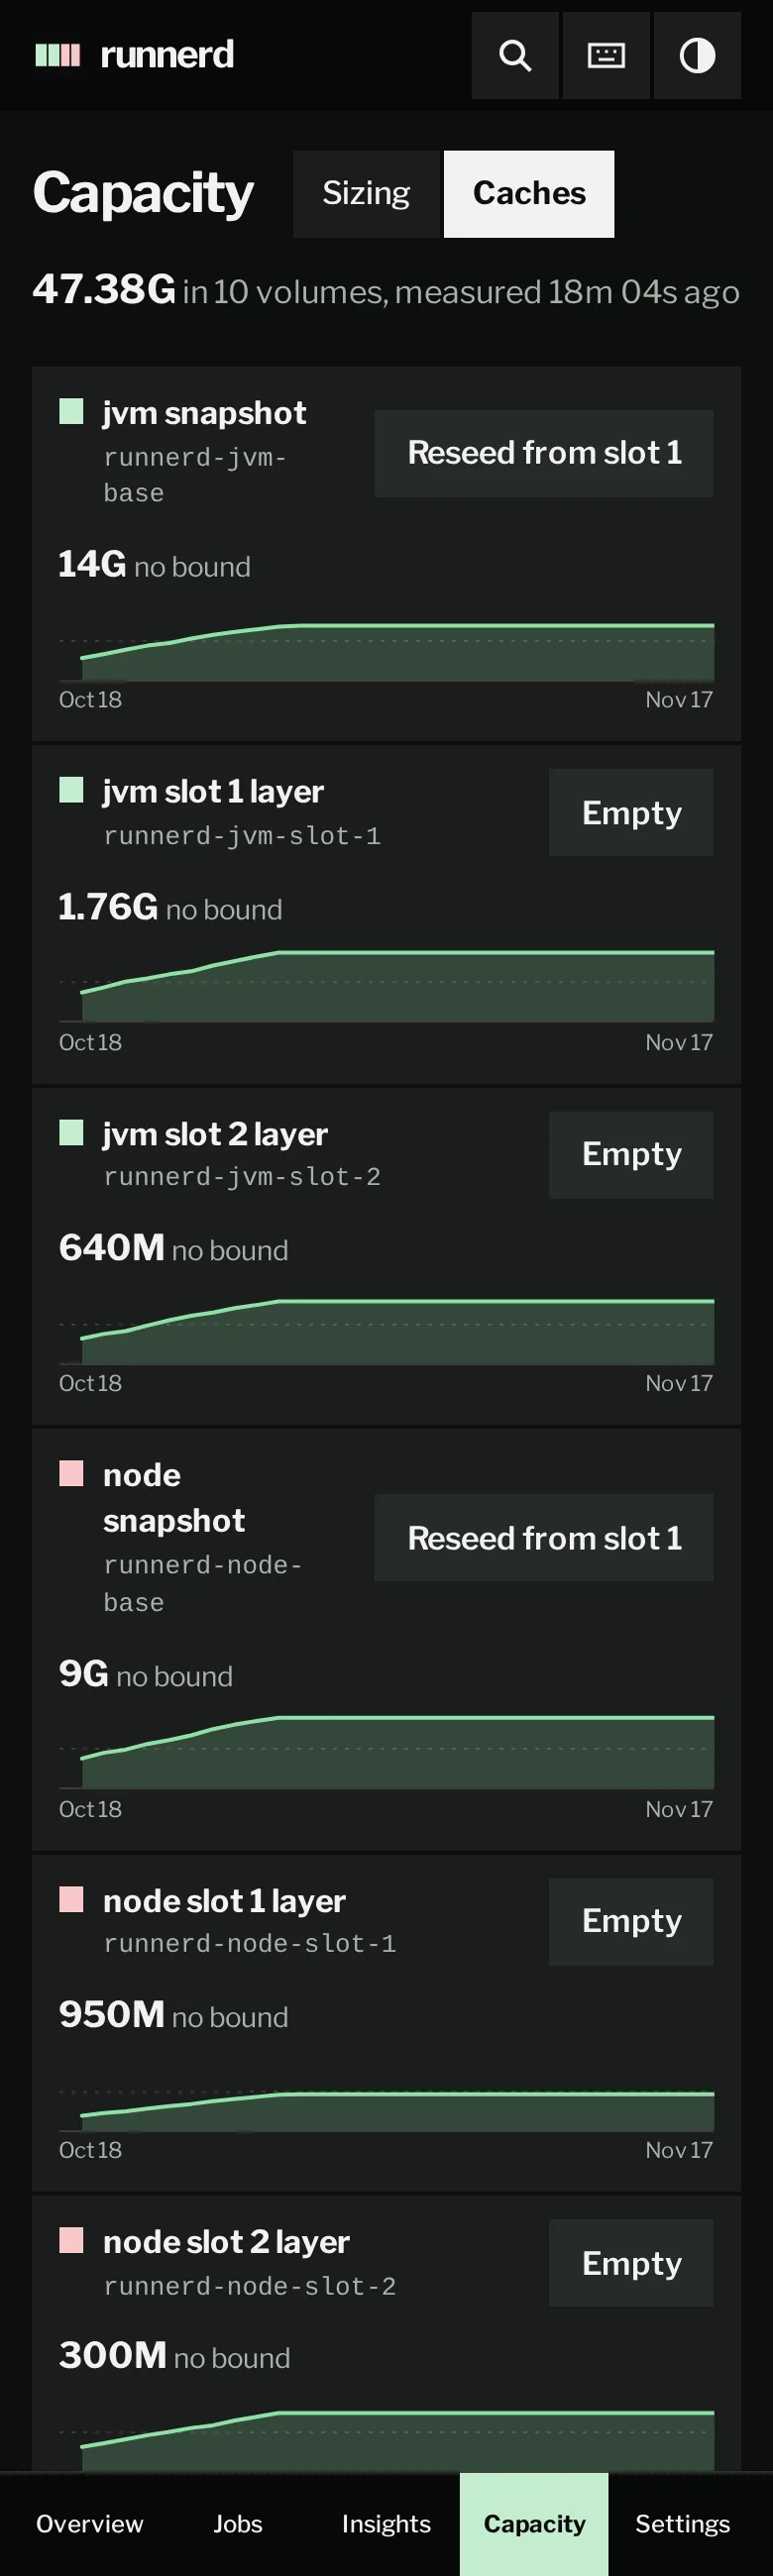 runnerd
Capacity
Sizing
Caches
47.38G in 10 volumes, measured 18m 04s ago
jvm snapshot
runnerd-jvm-
base
Reseed from slot 1
14G no bound
Oct 18
Nov 17
jvm slot 1 layer
runnerd-jvm-slot-1
Empty
1.76G no bound
Oct 18
Nov 17
jvm slot 2 layer
runnerd-jvm-slot-2
Empty
640M no bound
Oct 18
Nov 17
node
snapshot
runnerd-node-
base
Reseed from slot 1
9G no bound
Oct 18
Nov 17
node slot 1 layer
runnerd-node-slot-1
Empty
950M no bound
Oct 18
Nov 17
node slot 2 layer
runnerd-node-slot-2
Empty
300M no bound
Overview
Jobs
Insights
Capacity
Settings